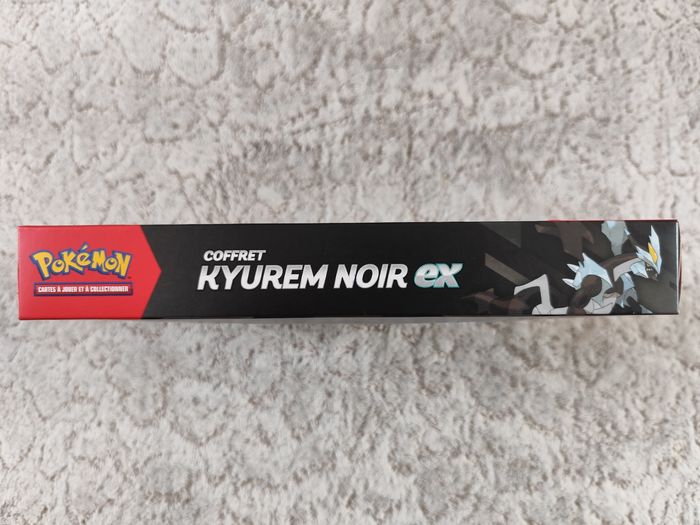 POKéMON
CARTES À JOUER ET À COLLECTIONNER
COFFRET
KYUREM NOIR ex